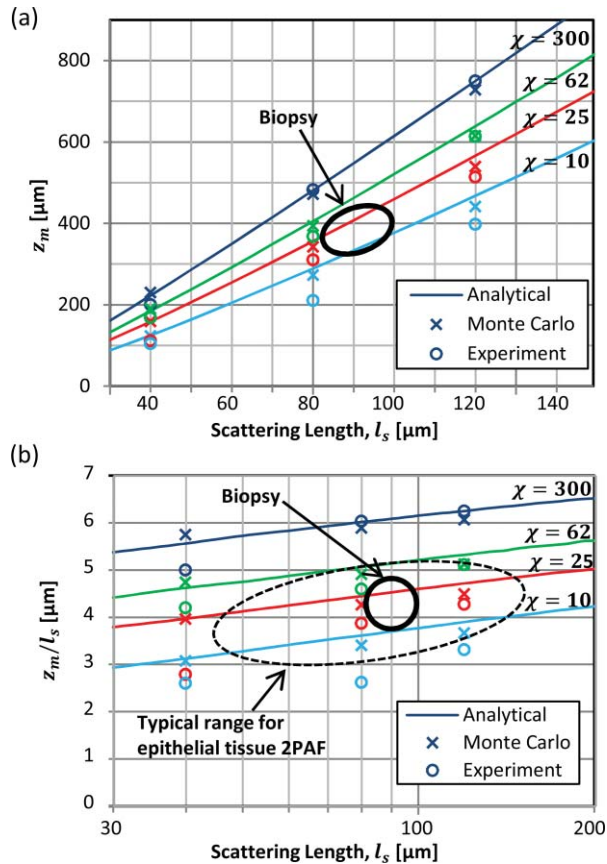 (a)
800
600
400
200
0
z_m [µm]
χ = 300
χ = 62
χ = 25
χ = 10
Biopsy
Analytical
Monte Carlo
Experiment
40 60 80 100 120 140
Scattering Length, l_s [µm]
(b)
7
6
5
4
3
2
1
0
z_m/l_s [µm]
Biopsy
χ = 300
χ = 62
χ = 25
χ = 10
Typical range for
epithelial tissue 2PAF
Analytical
Monte Carlo
Experiment
30 100 200
Scattering Length, l_s [µm]